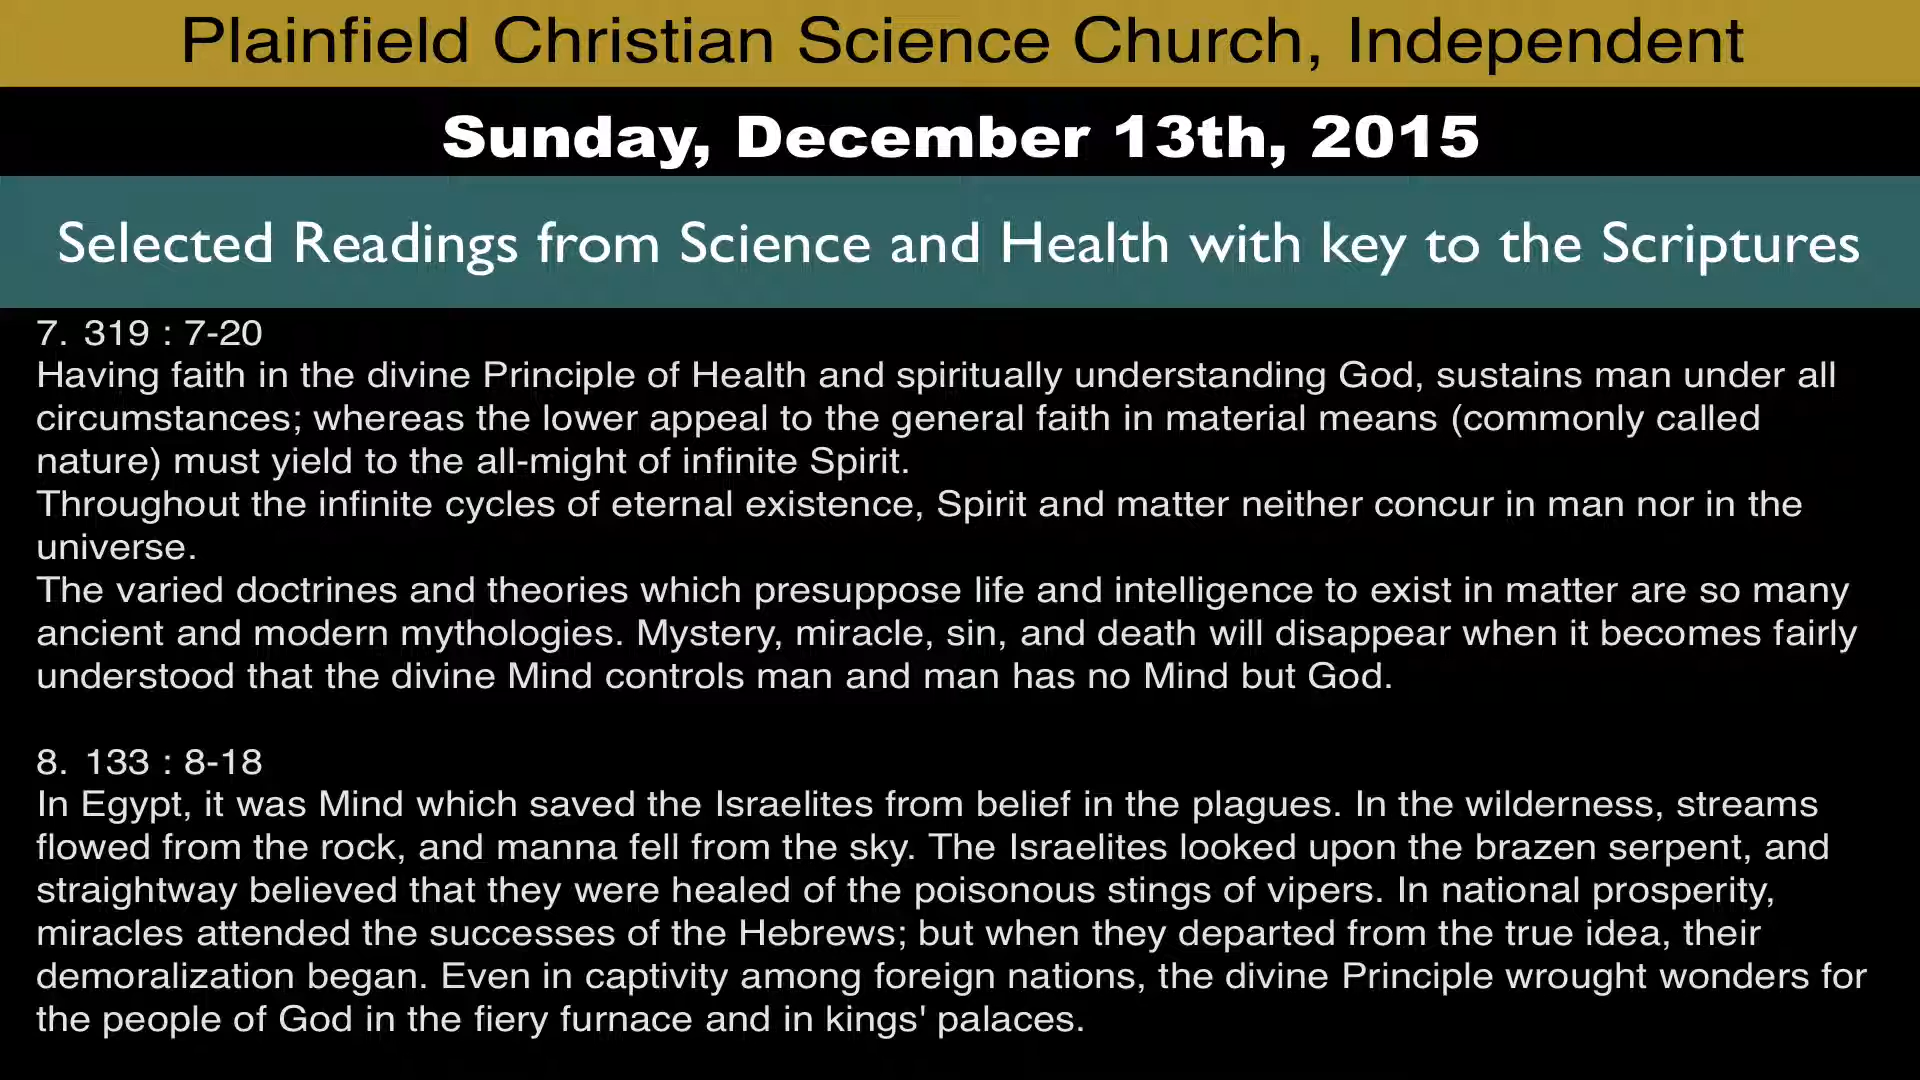 Plainfield Christian Science Church, Independent
Sunday, December 13th, 2015
Selected Readings from Science and Health with key to the Scriptures
7. 319 : 7-20
Having faith in the divine Principle of Health and spiritually understanding God, sustains man under all
circumstances; whereas the lower appeal to the general faith in material means (commonly called
nature) must yield to the all-might of infinite Spirit.
Throughout the infinite cycles of eternal existence, Spirit and matter neither concur in man nor in the
universe.
The varied doctrines and theories which presuppose life and intelligence to exist in matter are so many
ancient and modern mythologies. Mystery, miracle, sin, and death will disappear when it becomes fairly
understood that the divine Mind controls man and man has no Mind but God.
8. 133 : 8-18
In Egypt, it was Mind which saved the Israelites from belief in the plagues. In the wilderness, streams
flowed from the rock, and manna fell from the sky. The Israelites looked upon the brazen serpent, and
straightway believed that they were healed of the poisonous stings of vipers. In national prosperity,
miracles attended the successes of the Hebrews; but when they departed from the true idea, their
demoralization began. Even in captivity among foreign nations, the divine Principle wrought wonders for
the people of God in the fiery furnace and in kings' palaces.